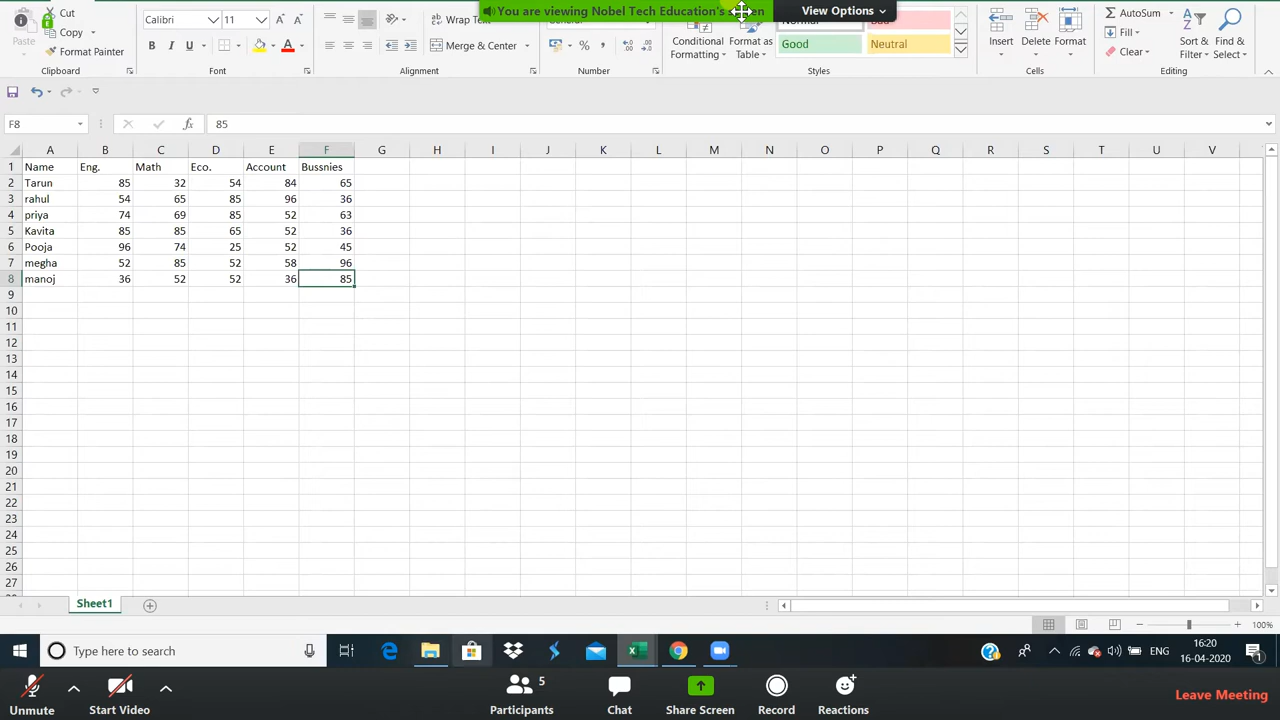 You are viewing Nobel Tech Education's
View Options
Paste
Cut
Copy
Format Painter
Clipboard
Calibri
11
B I U
A
Font
Wrap Text
Merge & Center
Alignment
%
Number
Conditional Formatting
Format as Table
Normal
Bad
Good
Neutral
Styles
Insert
Delete
Format
Cells
AutoSum
Fill
Clear
Sort & Filter
Find & Select
Editing
F8
fx
85
A B C D E F G H I J K L M N O P Q R S T U V
1 Name Eng. Math Eco. Account Bussnies
2 Tarun 85 32 54 84 65
3 rahul 54 65 85 96 36
4 priya 74 69 85 52 63
5 Kavita 85 85 65 52 36
6 Pooja 96 74 25 52 45
7 megha 52 85 52 58 96
8 manoj 36 52 52 36 85
9
10
11
12
13
14
15
16
17
18
19
20
21
22
23
24
25
26
27
Sheet1
100%
Type here to search
ENG
16:20
16-04-2020
1
Unmute
Start Video
5
Participants
Chat
Share Screen
Record
Reactions
Leave Meeting